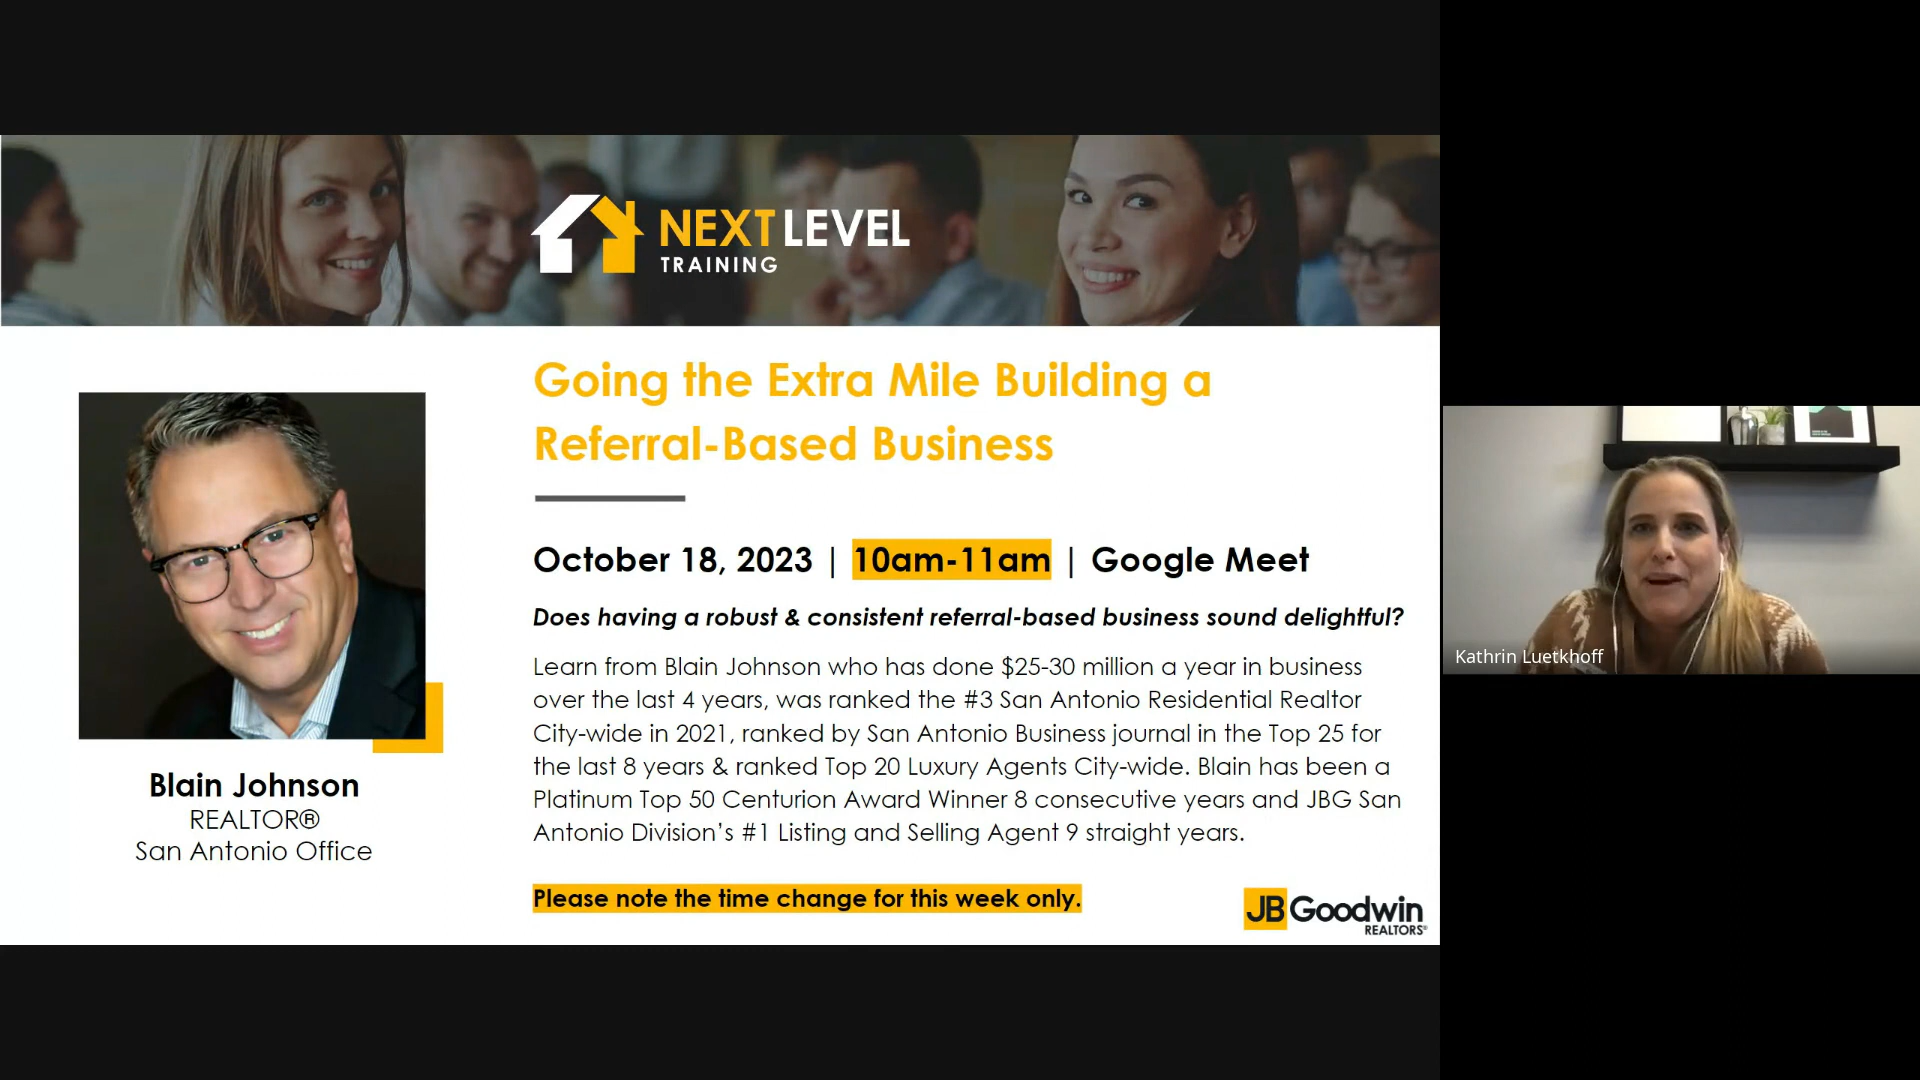 NEXT LEVEL
TRAINING
Going the Extra Mile Building a
Referral-Based Business
October 18, 2023 | 10am-11am | Google Meet
Does having a robust & consistent referral-based business sound delightful?
Learn from Blain Johnson who has done $25-30 million a year in business
over the last 4 years, was ranked the #3 San Antonio Residential Realtor
City-wide in 2021, ranked by San Antonio Business journal in the Top 25 for
the last 8 years & ranked Top 20 Luxury Agents City-wide. Blain has been a
Platinum Top 50 Centurion Award Winner 8 consecutive years and JBG San
Antonio Division’s #1 Listing and Selling Agent 9 straight years.
Please note the time change for this week only.
Blain Johnson
REALTOR®
San Antonio Office
JB Goodwin
REALTORS®
Kathrin Luetkhoff